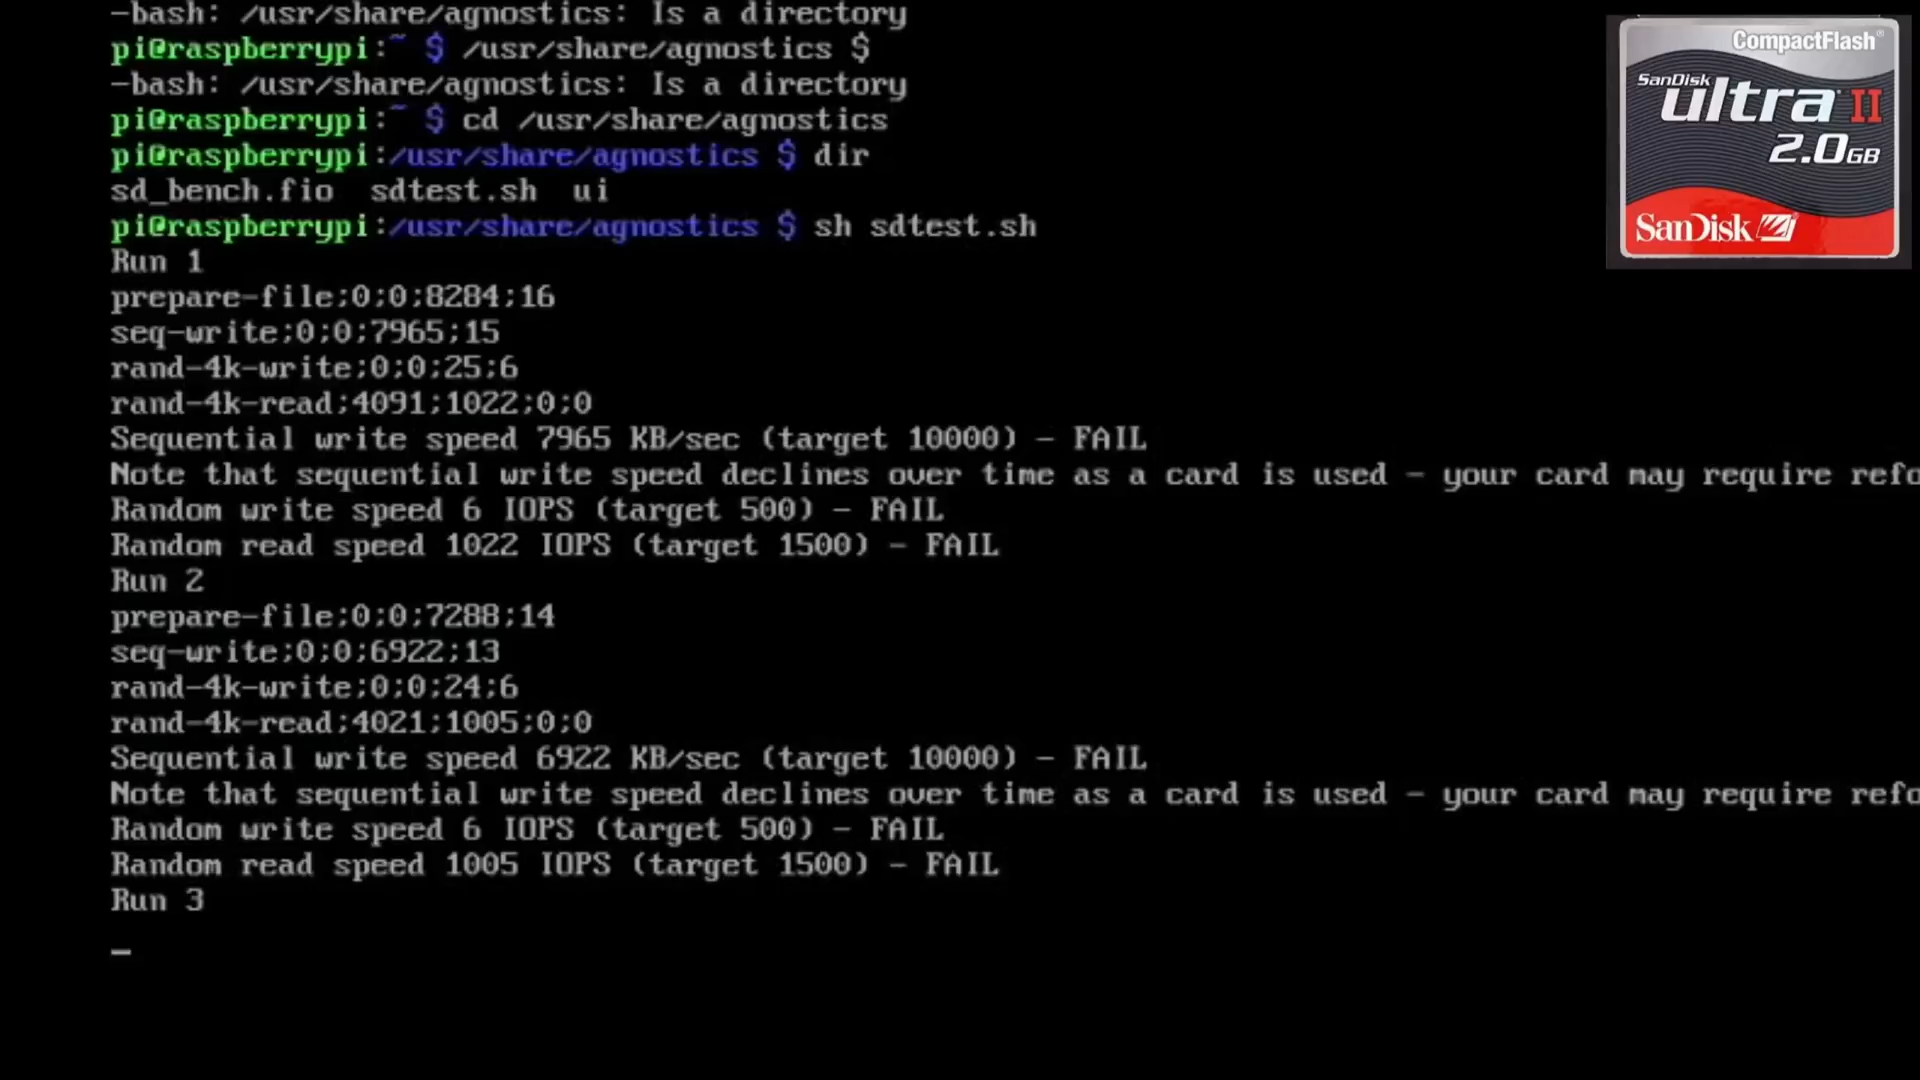 -bash: /usr/share/agnostics: Is a directory
pi@raspberrypi:~ $ /usr/share/agnostics $
-bash: /usr/share/agnostics: Is a directory
pi@raspberrypi:~ $ cd /usr/share/agnostics
pi@raspberrypi:/usr/share/agnostics $ dir
sd_bench.fio  sdtest.sh  ui
pi@raspberrypi:/usr/share/agnostics $ sh sdtest.sh
Run 1
prepare-file;0;0;8284;16
seq-write;0;0;7965;15
rand-4k-write;0;0;25;6
rand-4k-read;4091;1022;0;0
Sequential write speed 7965 KB/sec (target 10000) - FAIL
Note that sequential write speed declines over time as a card is used - your card may require refo
Random write speed 6 IOPS (target 500) - FAIL
Random read speed 1022 IOPS (target 1500) - FAIL
Run 2
prepare-file;0;0;7288;14
seq-write;0;0;6922;13
rand-4k-write;0;0;24;6
rand-4k-read;4021;1005;0;0
Sequential write speed 6922 KB/sec (target 10000) - FAIL
Note that sequential write speed declines over time as a card is used - your card may require refo
Random write speed 6 IOPS (target 500) - FAIL
Random read speed 1005 IOPS (target 1500) - FAIL
Run 3
CompactFlash®
SanDisk
ultra II
2.0GB
SanDisk